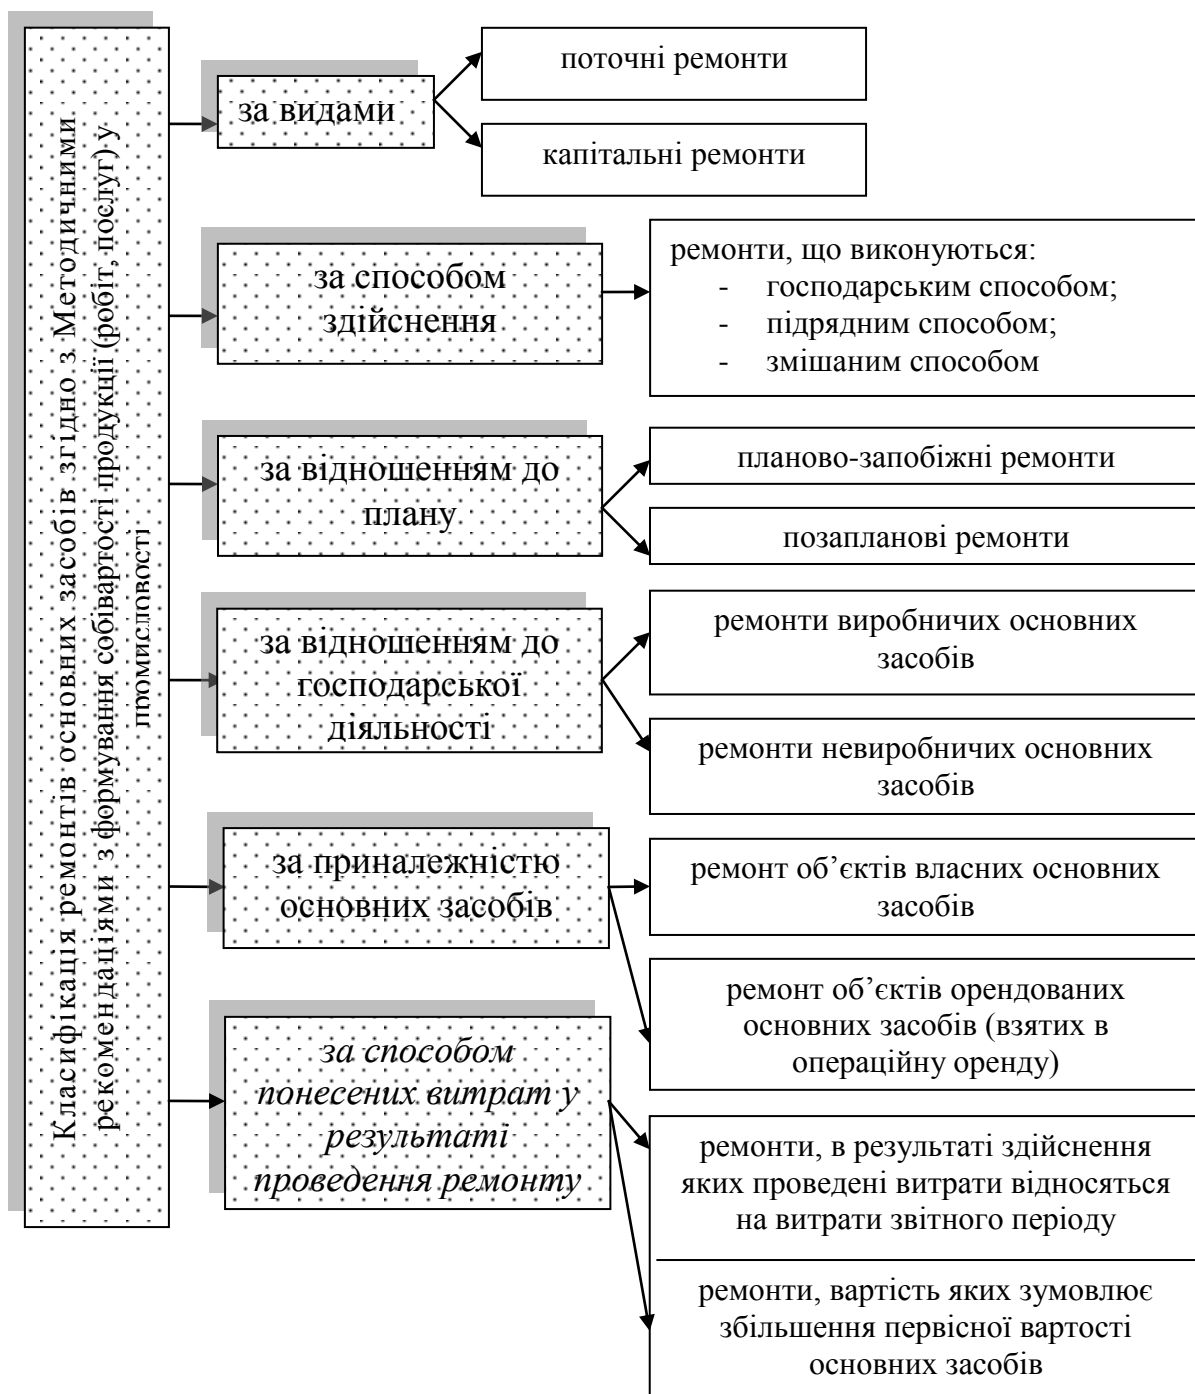 Класифікація ремонтів основних засобів згідно з Методичними
рекомендаціями з формування собівартості продукції (робіт, послуг) у
промисловості
за видами
поточні ремонти
капітальні ремонти
за способом
здійснення
ремонти, що виконуються:
- господарським способом;
- підрядним способом;
- змішаним способом
за відношенням до
плану
планово-запобіжні ремонти
позапланові ремонти
за відношенням до
господарської
діяльності
ремонти виробничих основних
засобів
ремонти невиробничих основних
засобів
за приналежністю
основних засобів
ремонт об’єктів власних основних
засобів
ремонт об’єктів орендованих
основних засобів (взятих в
операційну оренду)
за способом
понесених витрат у
результаті
проведення ремонту
ремонти, в результаті здійснення
яких проведені витрати відносяться
на витрати звітного періоду
ремонти, вартість яких зумовлює
збільшення первісної вартості
основних засобів